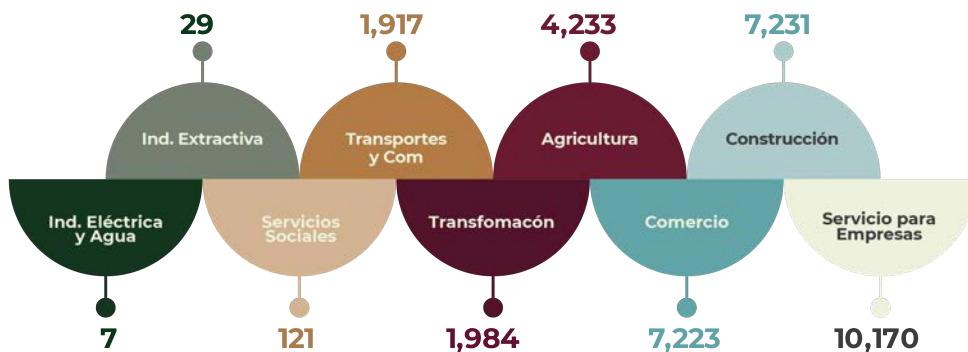 29
1,917
4,233
7,231
Ind. Extractiva
Transportes
y Com
Agricultura
Construcción
Ind. Eléctrica
y Agua
Servicios
Sociales
Transfomacón
Comercio
Servicio para
Empresas
7
121
1,984
7,223
10,170